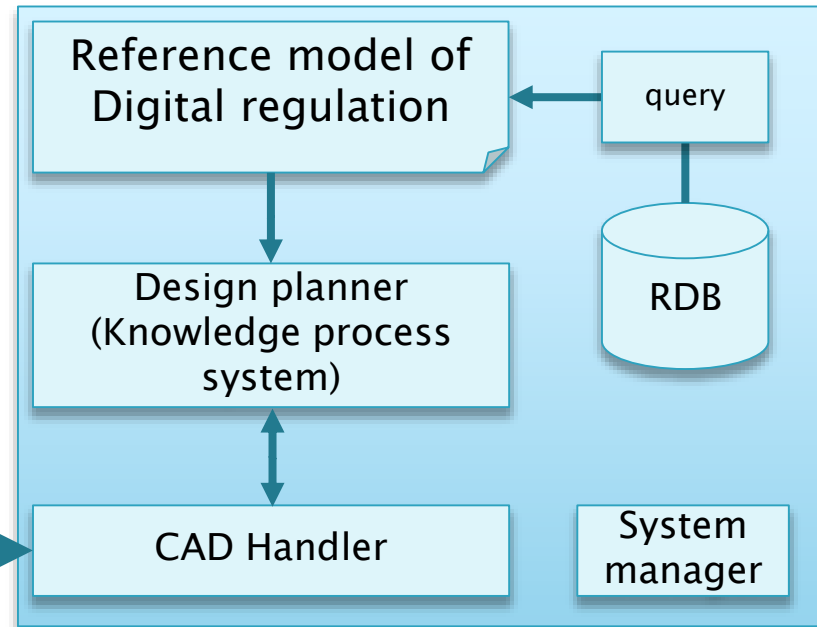 Reference model of
Digital regulation
query
RDB
Design planner
(Knowledge process
system)
CAD Handler
System
manager